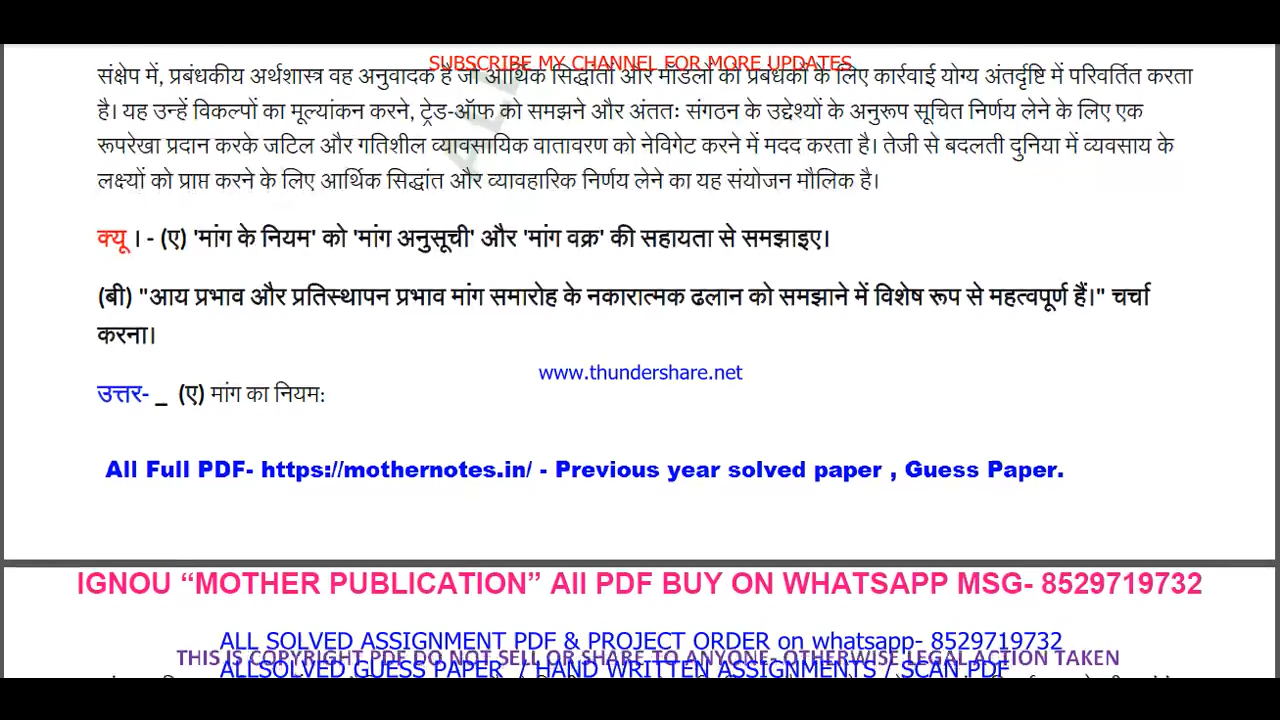 SUBSCRIBE MY CHANNEL FOR MORE UPDATES
संक्षेप में, प्रबंधकीय अर्थशास्त्र वह अनुवादक है जो आर्थिक सिद्धांतों और मॉडलों को प्रबंधकों के लिए कार्रवाई योग्य अंतर्दृष्टि में परिवर्तित करता
है। यह उन्हें विकल्पों का मूल्यांकन करने, ट्रेड-ऑफ को समझने और अंततः संगठन के उद्देश्यों के अनुरूप सूचित निर्णय लेने के लिए एक
रूपरेखा प्रदान करके जटिल और गतिशील व्यावसायिक वातावरण को नेविगेट करने में मदद करता है। तेजी से बदलती दुनिया में व्यवसाय के
लक्ष्यों को प्राप्त करने के लिए आर्थिक सिद्धांत और व्यावहारिक निर्णय लेने का यह संयोजन मौलिक है।
क्यू । - (ए) 'मांग के नियम' को 'मांग अनुसूची' और 'मांग वक्र' की सहायता से समझाइए।
(बी) "आय प्रभाव और प्रतिस्थापन प्रभाव मांग समारोह के नकारात्मक ढलान को समझाने में विशेष रूप से महत्वपूर्ण हैं।" चर्चा
करना।
www.thundershare.net
उत्तर- _ (ए) मांग का नियम:
All Full PDF- https://mothernotes.in/ - Previous year solved paper , Guess Paper.
IGNOU “MOTHER PUBLICATION” All PDF BUY ON WHATSAPP MSG- 8529719732
ALL SOLVED ASSIGNMENT PDF & PROJECT ORDER on whatsapp- 8529719732
THIS IS COPYRIGHT PDF DO NOT SELL OR SHARE TO ANYONE- OTHERWISE LEGAL ACTION TAKEN
ALLSOLVED GUESS PAPER / HAND WRITTEN ASSIGNMENTS / SCAN PDF